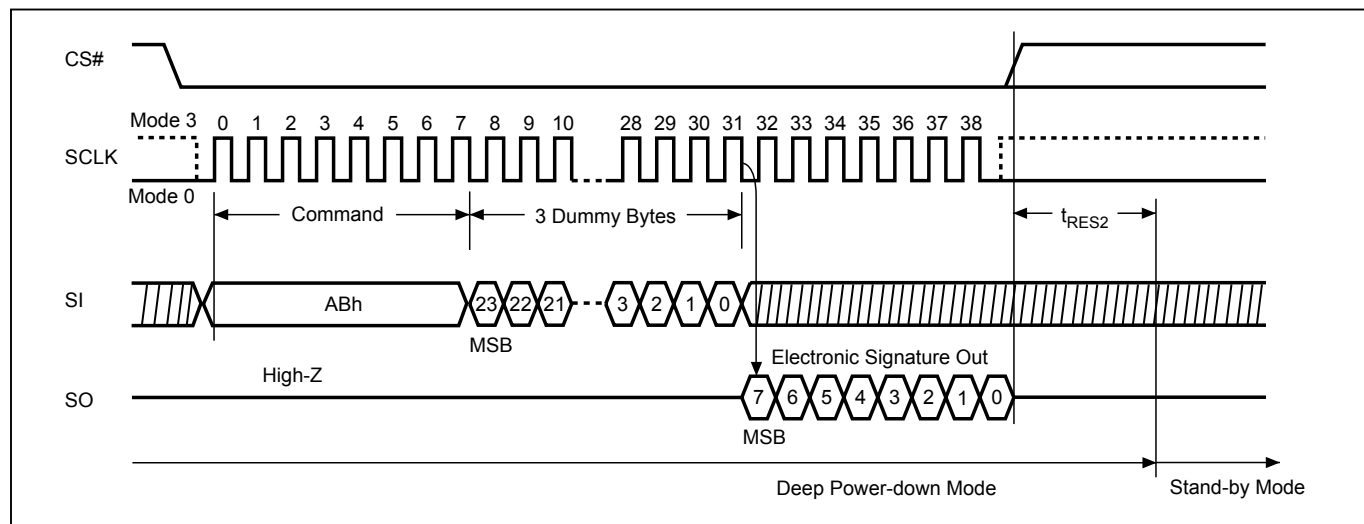 CS#
Mode 3
0 1 2 3 4 5 6 7 8 9 10 28 29 30 31 32 33 34 35 36 37 38
SCLK
Mode 0
Command 3 Dummy Bytes tRES2
SI ABh 23 22 21 3 2 1 0
MSB
High-Z Electronic Signature Out
SO 7 6 5 4 3 2 1 0
MSB
Deep Power-down Mode Stand-by Mode